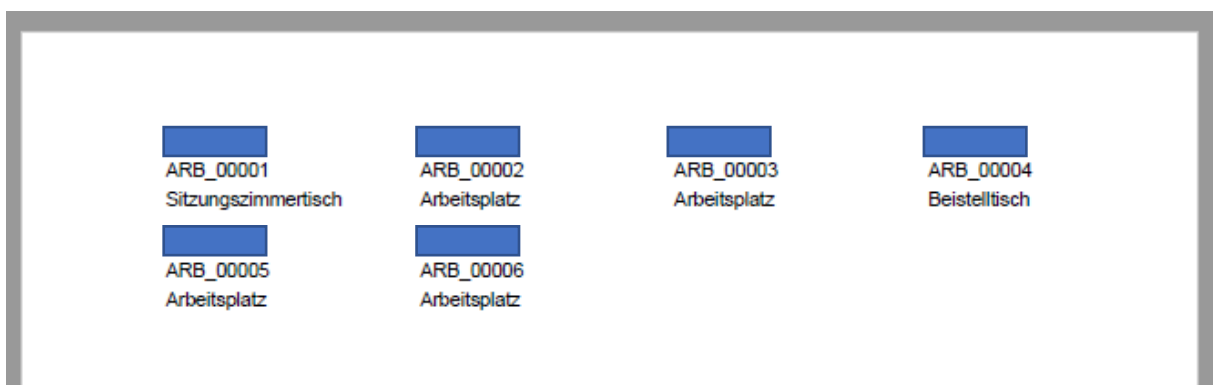 ARB_00001 ARB_00002 ARB_00003 ARB_00004
Sitzungszimmertisch Arbeitsplatz Arbeitsplatz Beistelltisch
ARB_00005 ARB_00006
Arbeitsplatz Arbeitsplatz